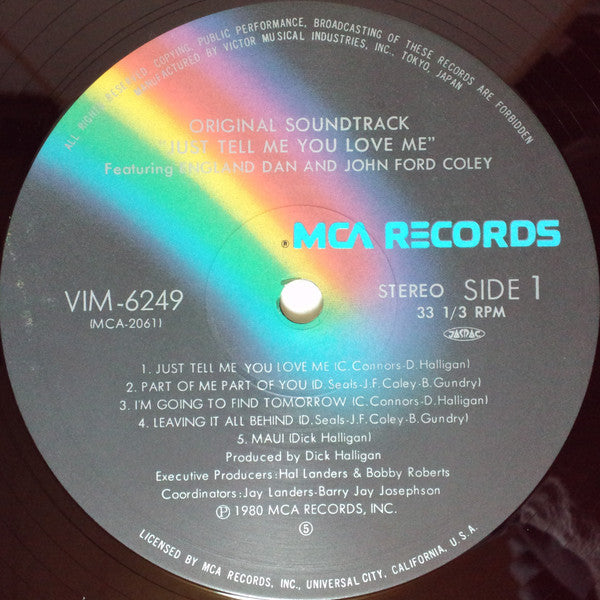 ALL RIGHTS RESERVED. COPYING, PUBLIC PERFORMANCE, BROADCASTING OF THESE RECORDS ARE FORBIDDEN
MANUFACTURED BY VICTOR MUSICAL INDUSTRIES, INC., TOKYO, JAPAN
ORIGINAL SOUNDTRACK
"JUST TELL ME YOU LOVE ME"
Featuring ENGLAND DAN AND JOHN FORD COLEY
® MCA RECORDS
VIM-6249
(MCA-2061)
STEREO SIDE 1
33 1/3 RPM
JASRAC
1. JUST TELL ME YOU LOVE ME (C. Connors-D. Halligan)
2. PART OF ME PART OF YOU (D. Seals-J.F. Coley-B. Gundry)
3. I'M GOING TO FIND TOMORROW (C. Connors-D. Halligan)
4. LEAVING IT ALL BEHIND (D. Seals-J.F. Coley-B. Gundry)
5. MAUI (Dick Halligan)
Produced by Dick Halligan
Executive Producers: Hal Landers & Bobby Roberts
Coordinators: Jay Landers-Barry Jay Josephson
℗ 1980 MCA RECORDS, INC.
⑤
LICENSED BY MCA RECORDS, INC., UNIVERSAL CITY, CALIFORNIA, U.S.A.